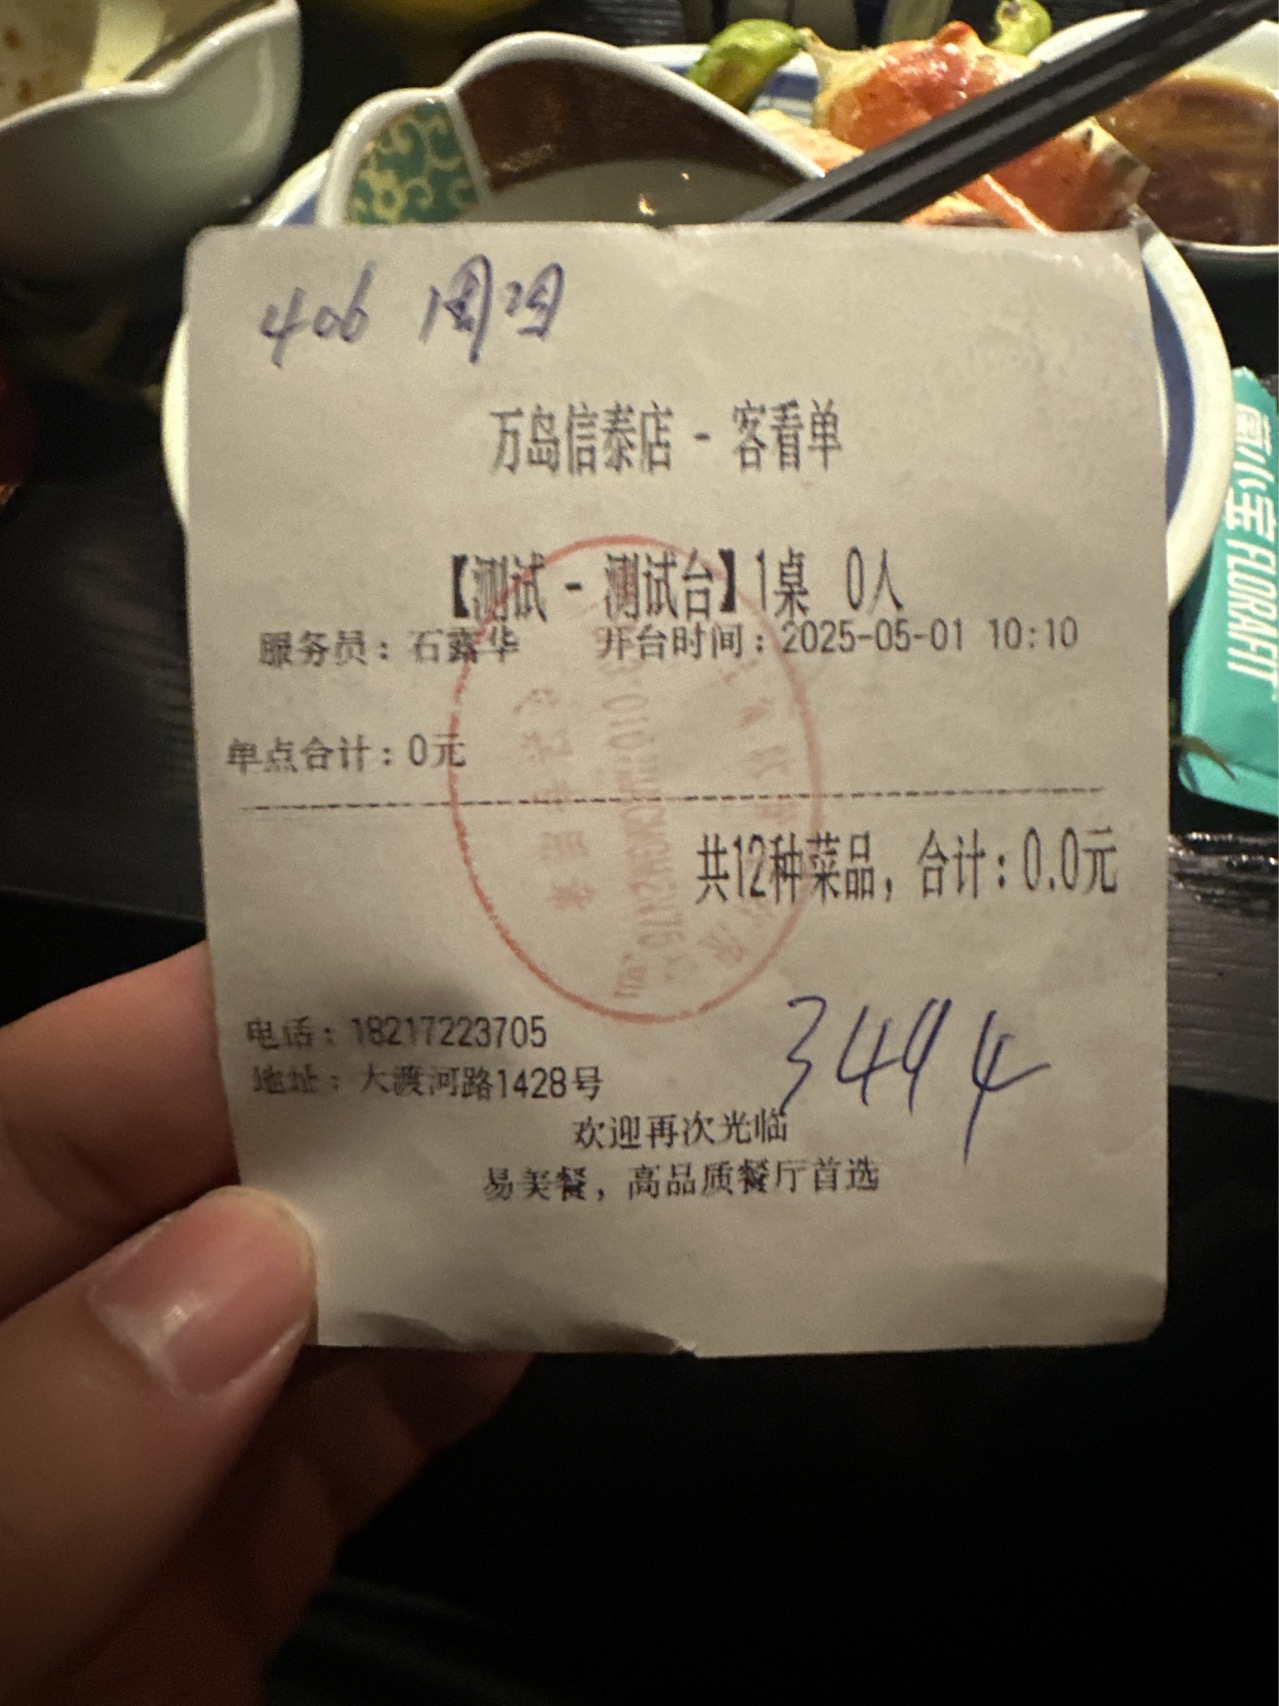 406 周
万岛信泰店 - 客看单
【测试 - 测试台】1桌 0人
服务员：石露华 开台时间：2025-05-01 10:10
单点合计：0元
共12种菜品，合计：0.0元
电话：18217223705
地址：大渡河路1428号
3494
欢迎再次光临
易美餐，高品质餐厅首选
小宝 FLORAFIT